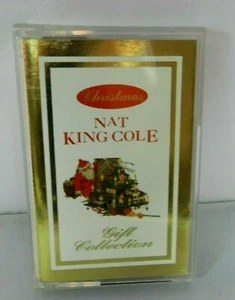 Christmas
NAT
KING COLE
Gift
Collection